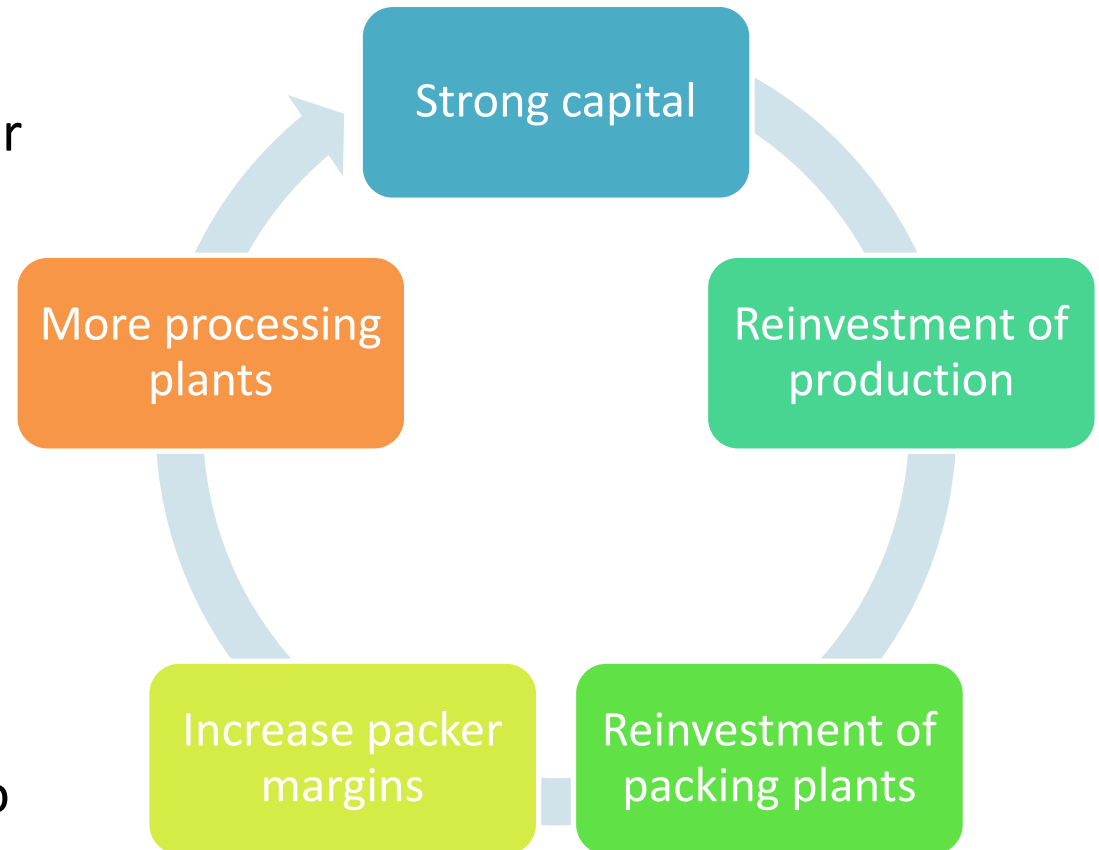 Strong capital
Reinvestment of
production
Reinvestment of
packing plants
Increase packer
margins
More processing
plants